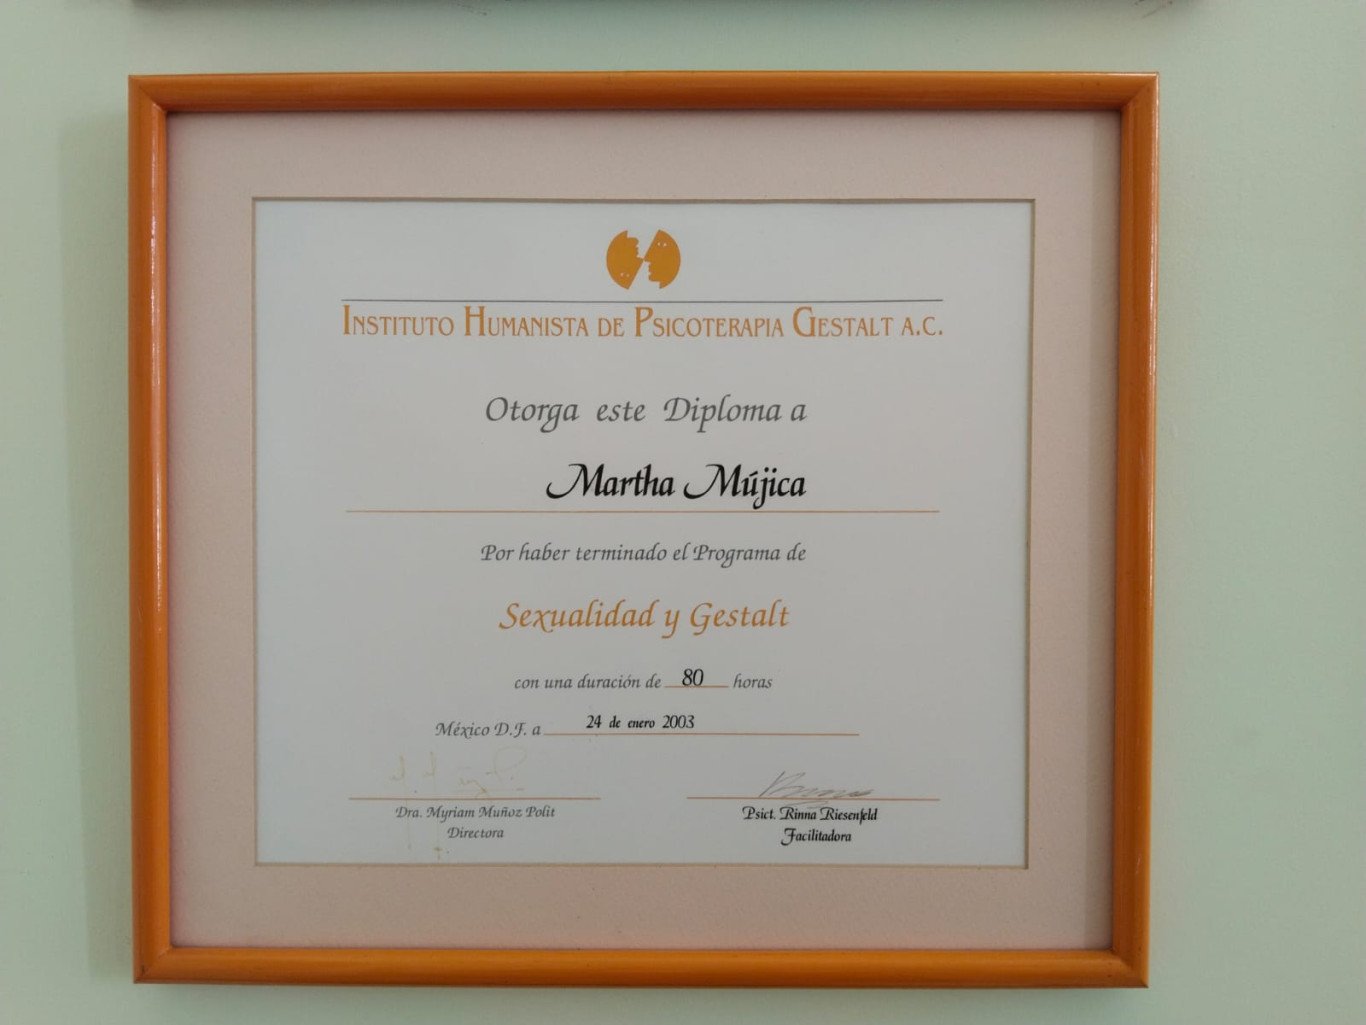 INSTITUTO HUMANISTA DE PSICOTERAPIA GESTALT A.C.
Otorga este Diploma a
Martha Mújica
Por haber terminado el Programa de
Sexualidad y Gestalt
con una duración de 80 horas
México D.F. a 24 de enero 2003
Dra. Myriam Muñoz Polit
Directora
Psict. Rinna Riesenfeld
Facilitadora